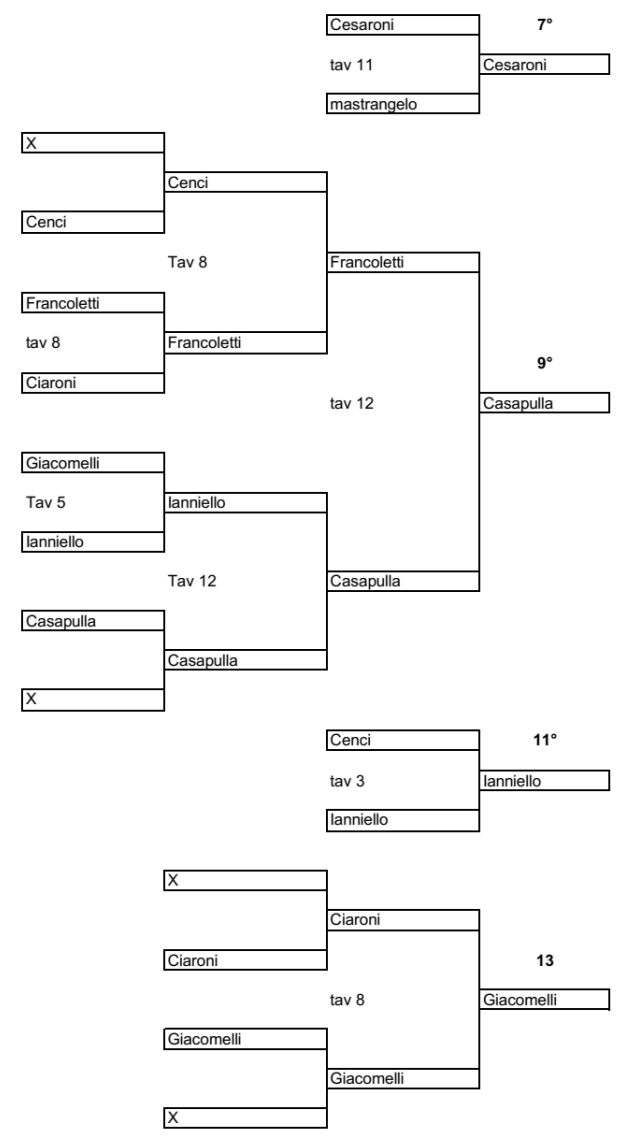 Cesaroni 7°
tav 11 Cesaroni
mastrangelo
X
Cenci
Cenci
Tav 8 Francoletti
Francoletti
tav 8 Francoletti
9°
Ciaroni
tav 12 Casapulla
Giacomelli
Tav 5 Ianniello
Ianniello
Tav 12 Casapulla
Casapulla
Casapulla
X
Cenci 11°
tav 3 Ianniello
Ianniello
X
Ciaroni
Ciaroni 13
tav 8 Giacomelli
Giacomelli
Giacomelli
X